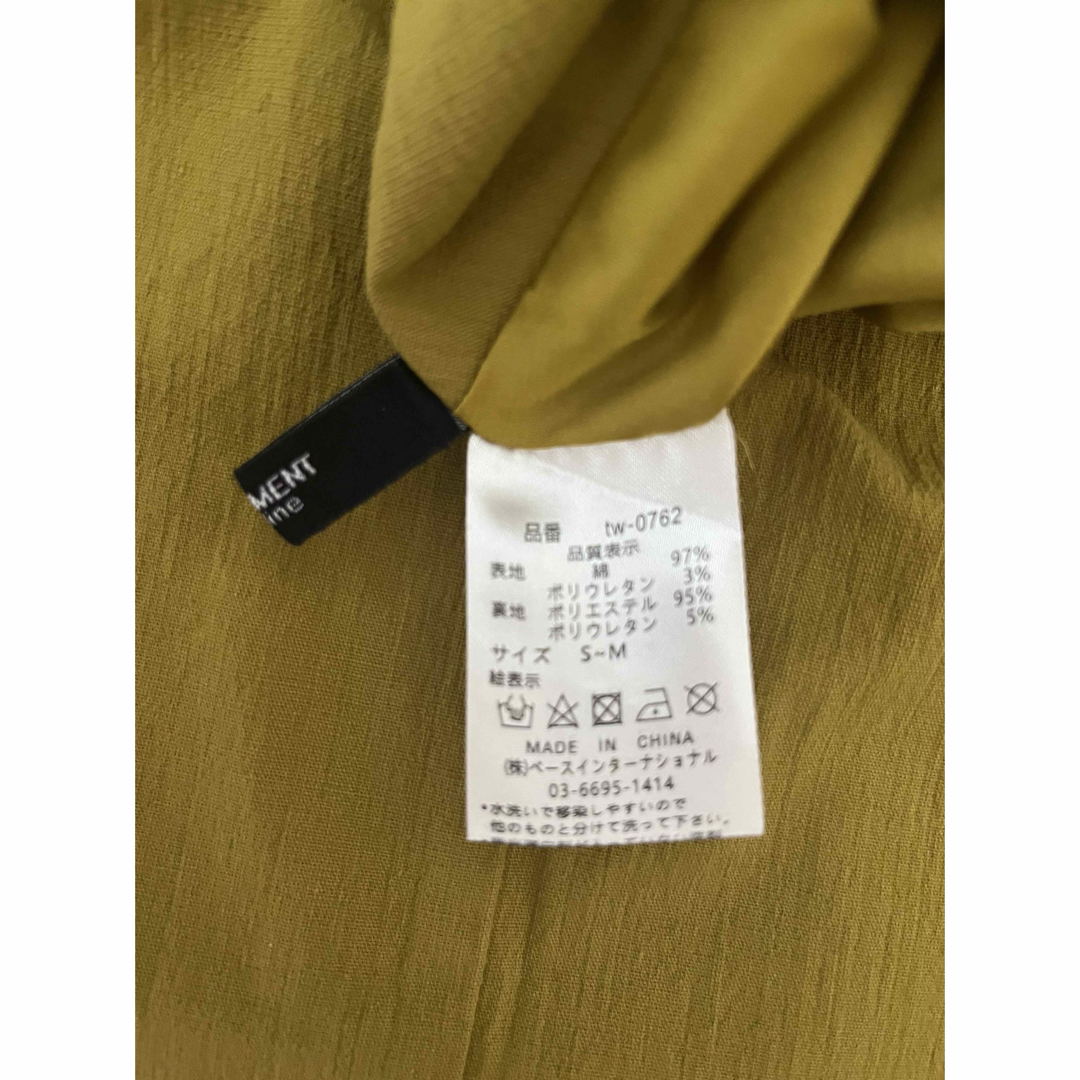 MENT
ine
品番 tw-0762
品質表示
表地 綿 97%
ポリウレタン 3%
裏地 ポリエステル 95%
ポリウレタン 5%
サイズ S~M
絵表示
MADE IN CHINA
(株)ベースインターナショナル
03-6695-1414
*水洗いで移染しやすいので
他のものと分けて洗って下さい。